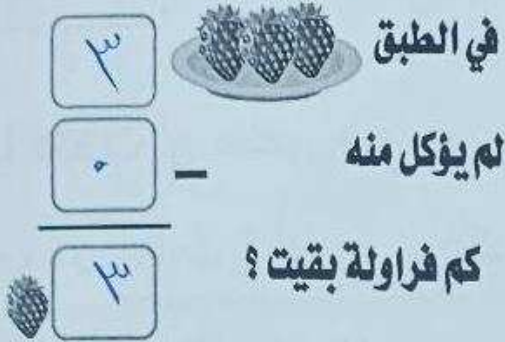 في الطبق ٣
لم يؤكل منه - ٠
كم فراولة بقيت ؟ ٣